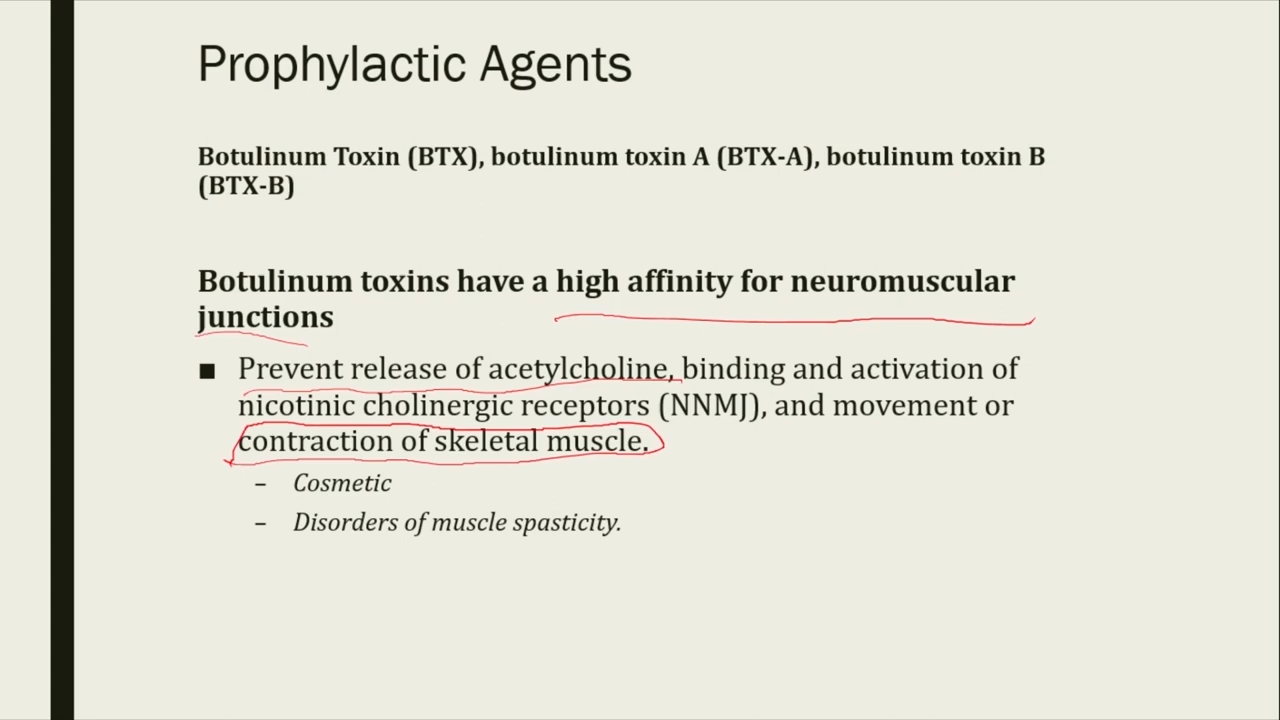 Prophylactic Agents
Botulinum Toxin (BTX), botulinum toxin A (BTX-A), botulinum toxin B
(BTX-B)
Botulinum toxins have a high affinity for neuromuscular
junctions
■ Prevent release of acetylcholine, binding and activation of
nicotinic cholinergic receptors (NNMJ), and movement or
contraction of skeletal muscle.
– Cosmetic
– Disorders of muscle spasticity.